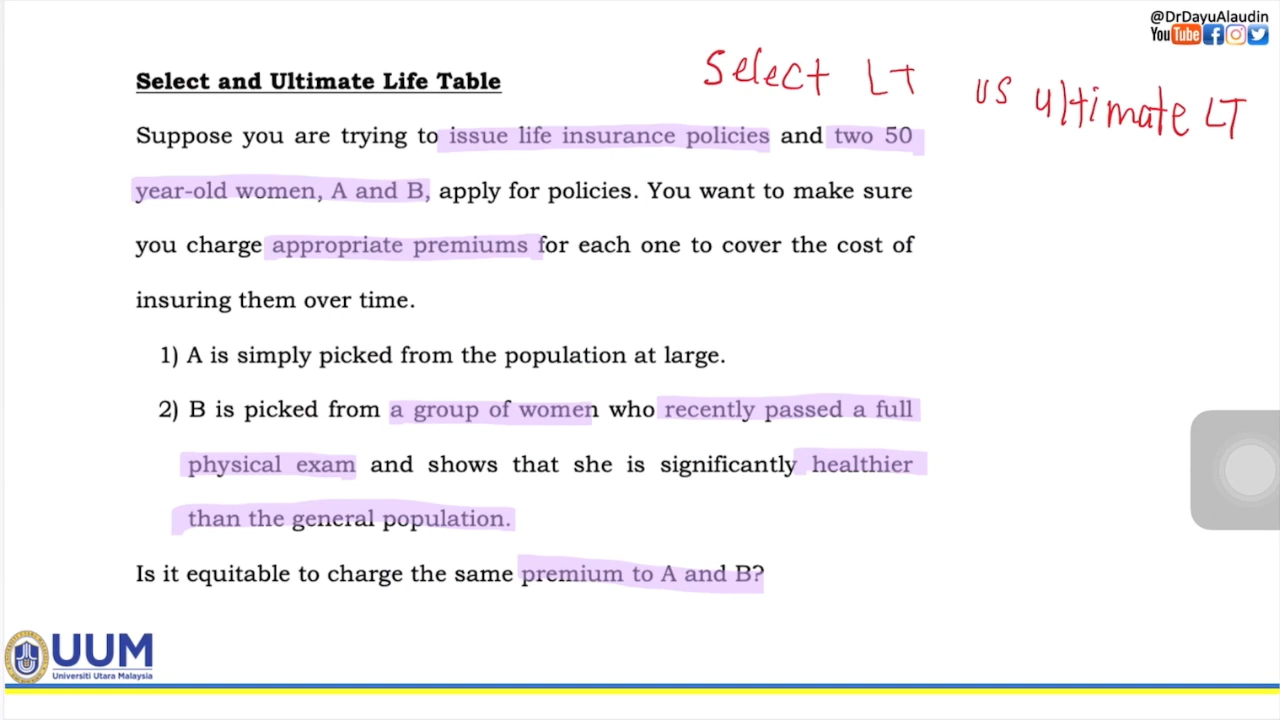 @DrDayuAlaudin
YouTube
Select and Ultimate Life Table
Select LT vs Ultimate LT
Suppose you are trying to issue life insurance policies and two 50
year-old women, A and B, apply for policies. You want to make sure
you charge appropriate premiums for each one to cover the cost of
insuring them over time.
1) A is simply picked from the population at large.
2) B is picked from a group of women who recently passed a full
physical exam and shows that she is significantly healthier
than the general population.
Is it equitable to charge the same premium to A and B?
UUM
Universiti Utara Malaysia